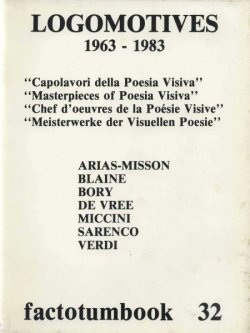 LOGOMOTIVES
1963 - 1983
“Capolavori della Poesia Visiva”
“Masterpieces of Poesia Visiva”
“Chef d’oeuvres de la Poésie Visive”
“Meisterwerke der Visuellen Poesie”
ARIAS-MISSON
BLAINE
BORY
DE VREE
MICCINI
SARENCO
VERDI
factotumbook 32